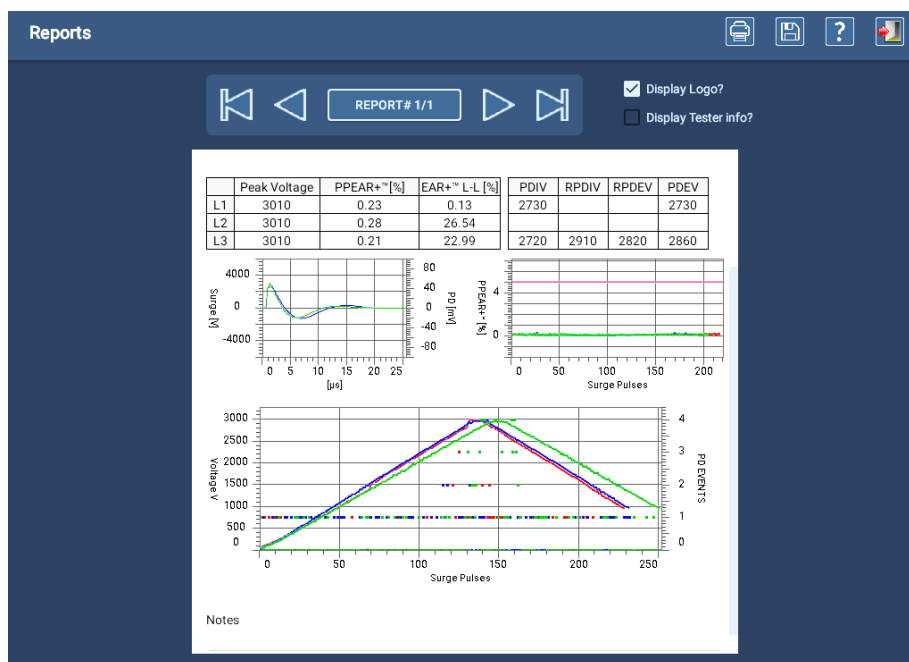 Reports
REPORT# 1/1
Display Logo?
Display Tester info?
Peak Voltage PPEAR+™[%] EAR+™ L-L [%] PDIV RPDIV RPDEV PDEV
L1 3010 0.23 0.13 2730 2730
L2 3010 0.28 26.54
L3 3010 0.21 22.99 2720 2910 2820 2860
Surge [V]
4000
0
-4000
80
40
0
-40
-80
PD [mV]
0 5 10 15 20 25
[µs]
PPEAR+~ [%]
4
0
0 50 100 150 200
Surge Pulses
Voltage V
3000
2500
2000
1500
1000
500
0
4
3
2
1
0
PD EVENTS
0 50 100 150 200 250
Surge Pulses
Notes